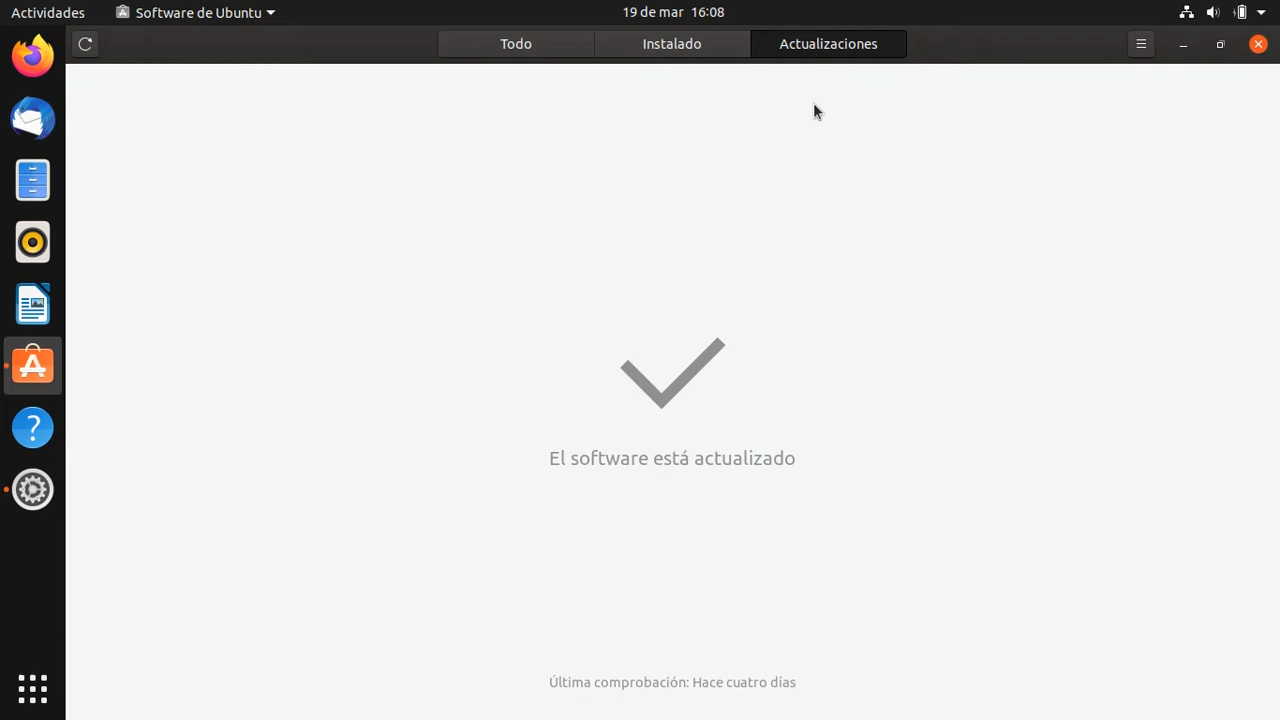 Actividades
Software de Ubuntu
19 de mar 16:08
Todo
Instalado
Actualizaciones
El software está actualizado
Última comprobación: Hace cuatro días